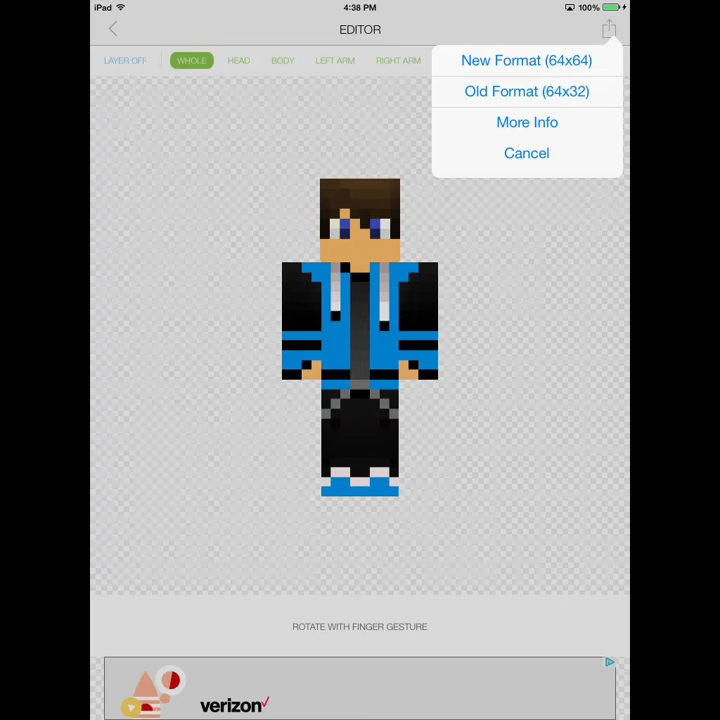 iPad 4:38 PM 100%
EDITOR
LAYER OFF WHOLE HEAD BODY LEFT ARM RIGHT ARM
New Format (64x64)
Old Format (64x32)
More Info
Cancel
ROTATE WITH FINGER GESTURE
verizon